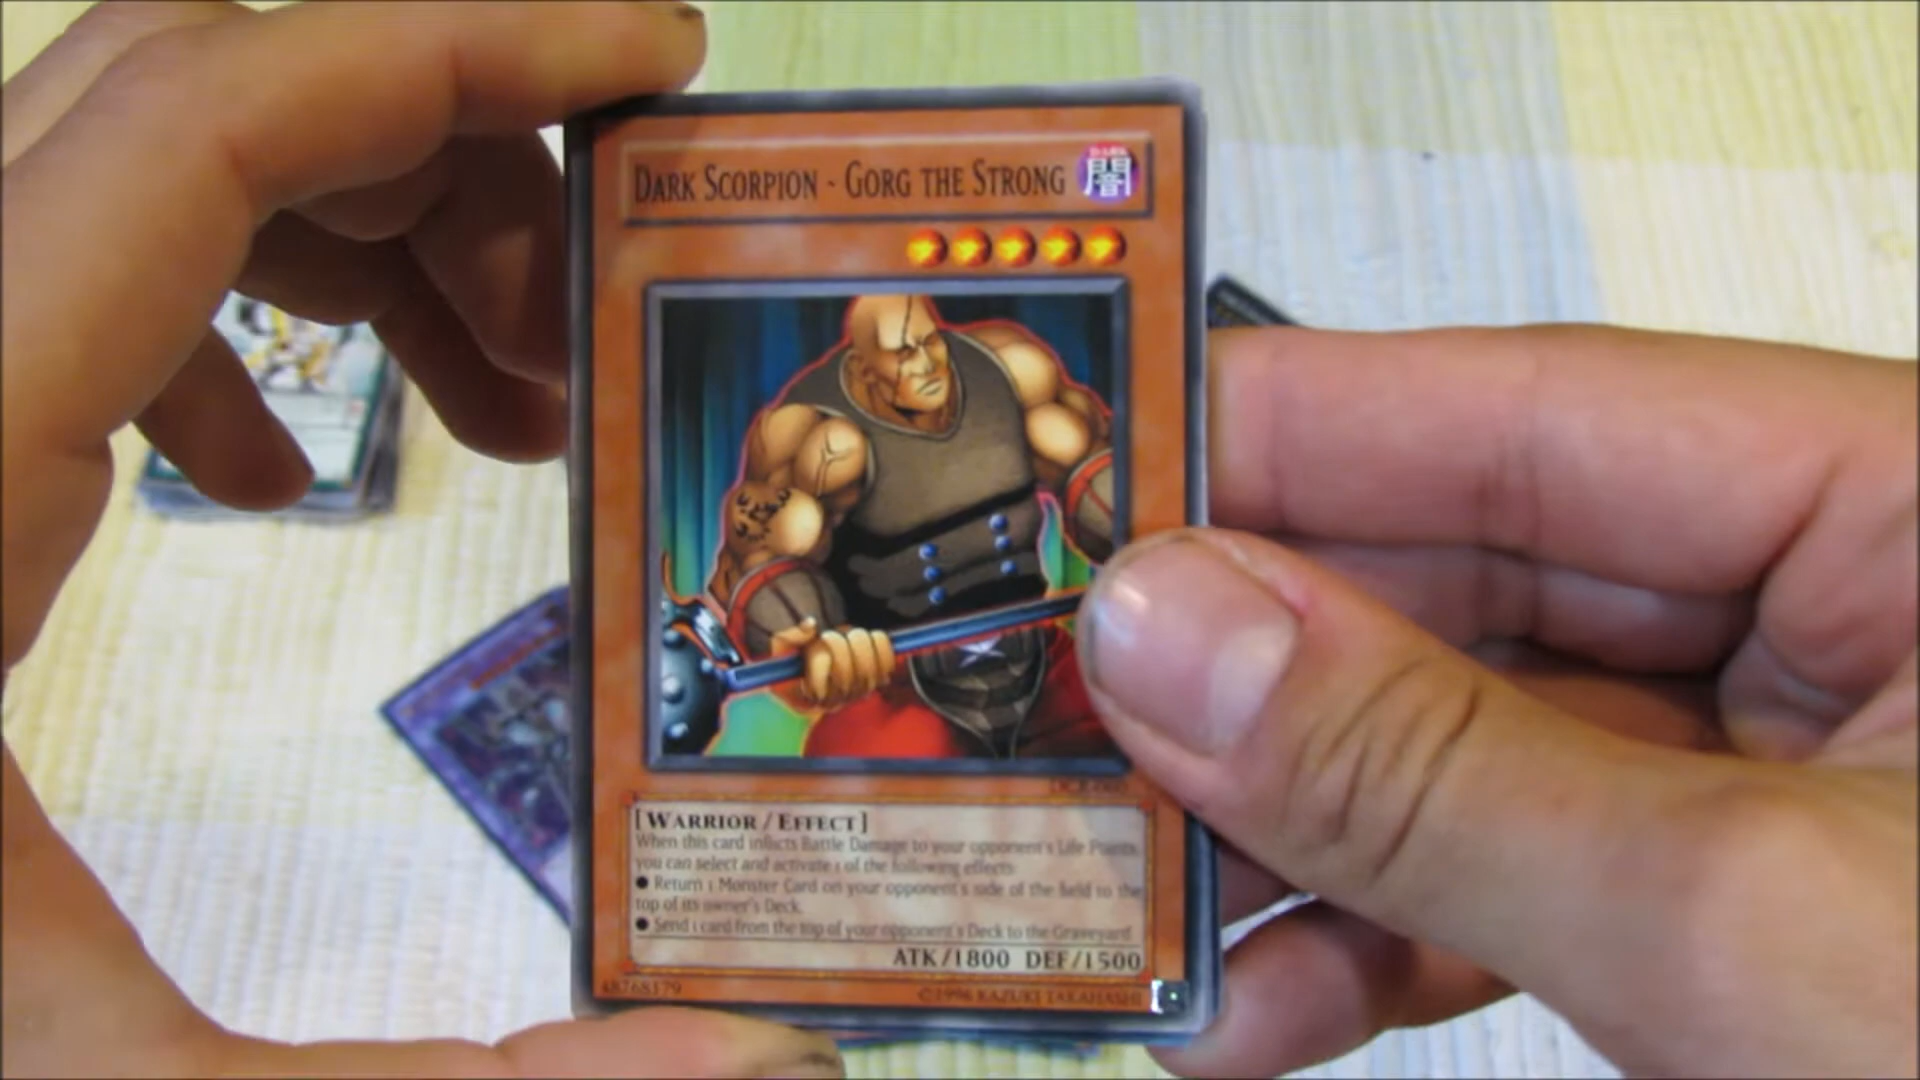 DARK SCORPION - GORG THE STRONG
DARK
闇
[WARRIOR / EFFECT]
When this card inflicts Battle Damage to your opponent's Life Points,
you can select and activate 1 of the following effects:
● Return 1 Monster Card on your opponent's side of the field to the
top of its owner's Deck.
● Send 1 card from the top of your opponent's Deck to the Graveyard.
ATK/1800 DEF/1500
48768179
©1996 KAZUKI TAKAHASHI